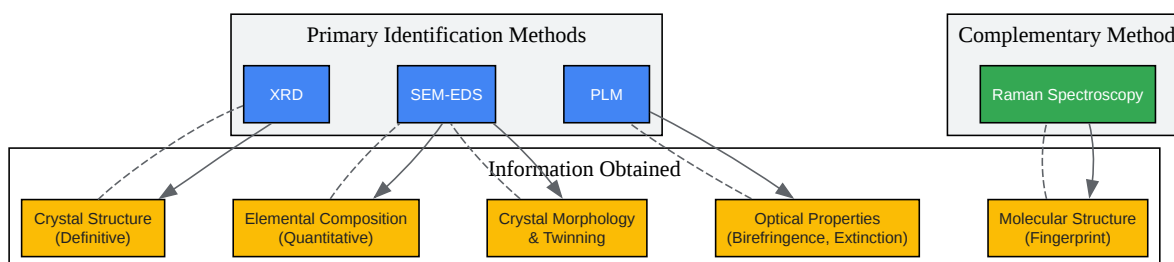 Primary Identification Methods
Complementary Method
XRD
SEM-EDS
PLM
Raman Spectroscopy
Information Obtained
Crystal Structure
(Definitive)
Elemental Composition
(Quantitative)
Crystal Morphology
& Twinning
Optical Properties
(Birefringence, Extinction)
Molecular Structure
(Fingerprint)